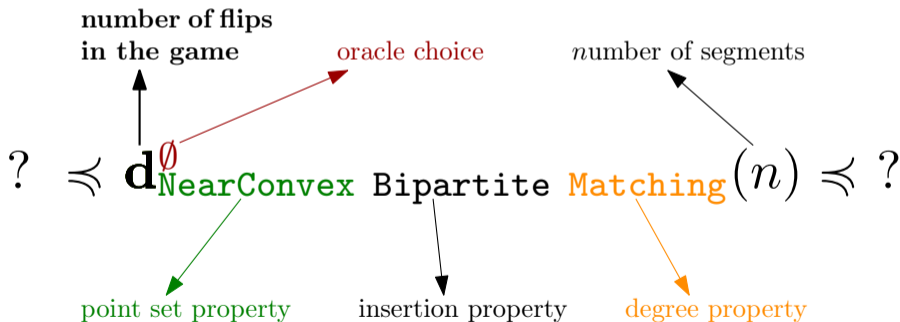 number of flips
in the game
oracle choice
number of segments
? ≼ d^∅_NearConvex Bipartite Matching(n) ≼ ?
point set property
insertion property
degree property